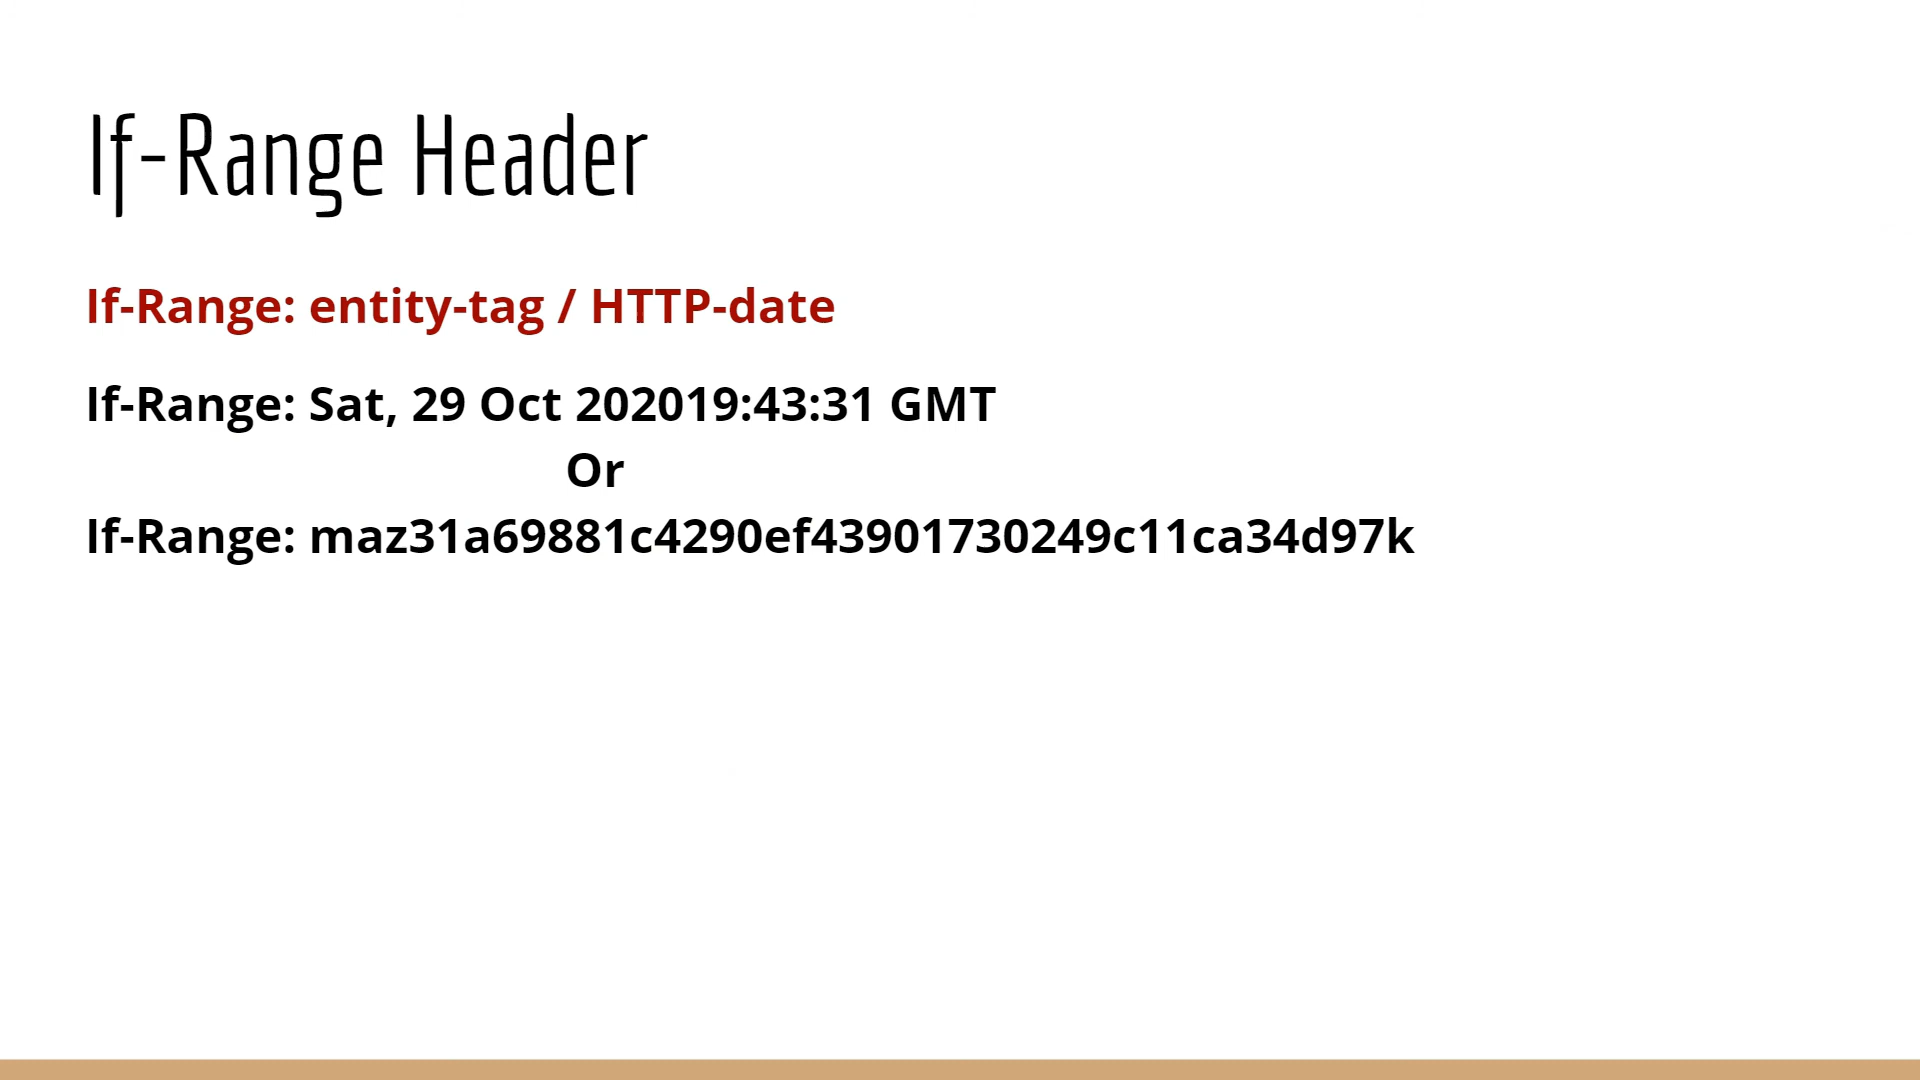 If-Range Header
If-Range: entity-tag / HTTP-date
If-Range: Sat, 29 Oct 202019:43:31 GMT
Or
If-Range: maz31a69881c4290ef43901730249c11ca34d97k